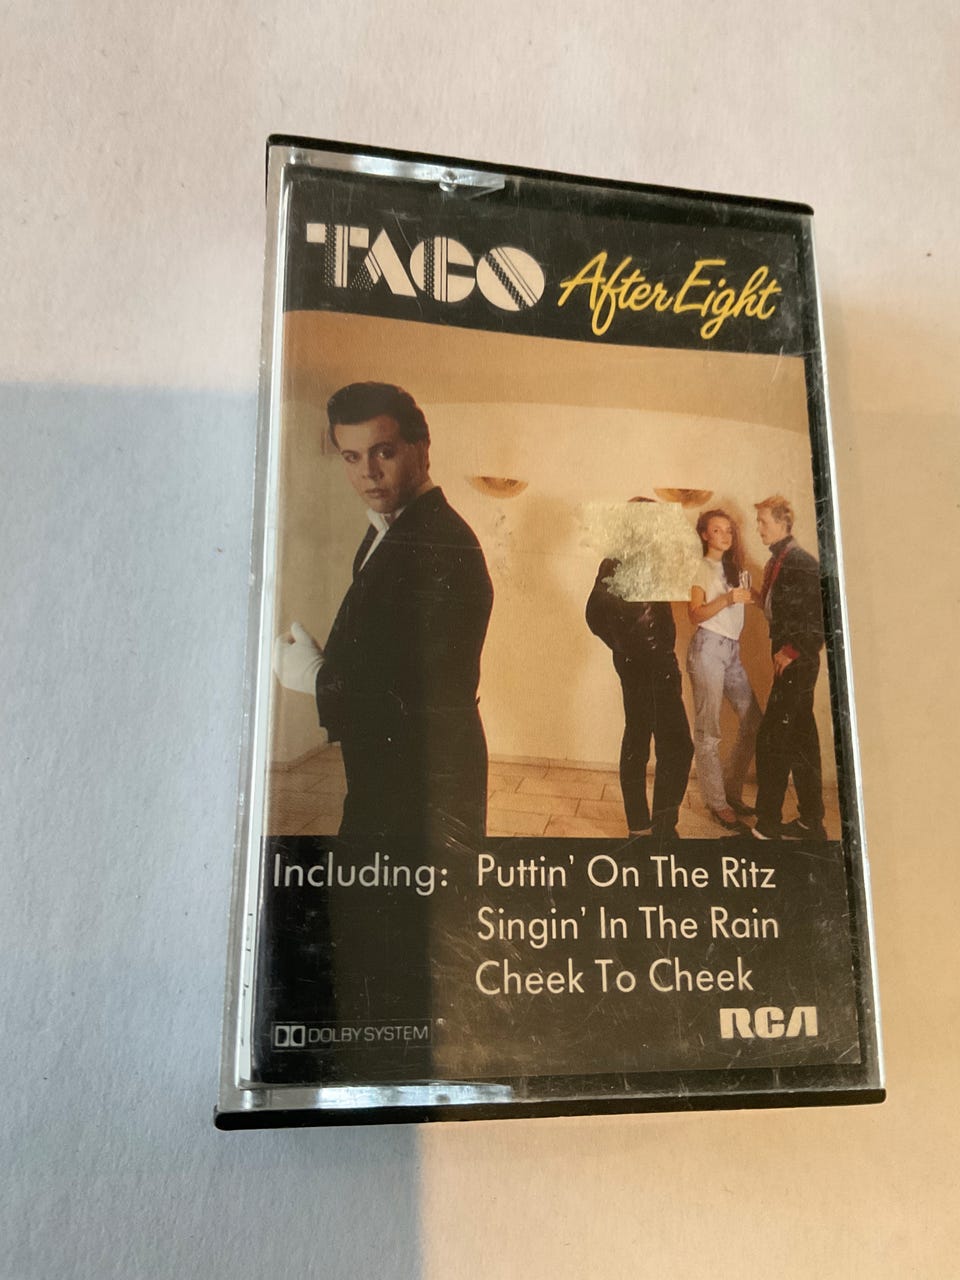 TACO After Eight
Including: Puttin' On The Ritz
Singin' In The Rain
Cheek To Cheek
RCA
DOLBY SYSTEM